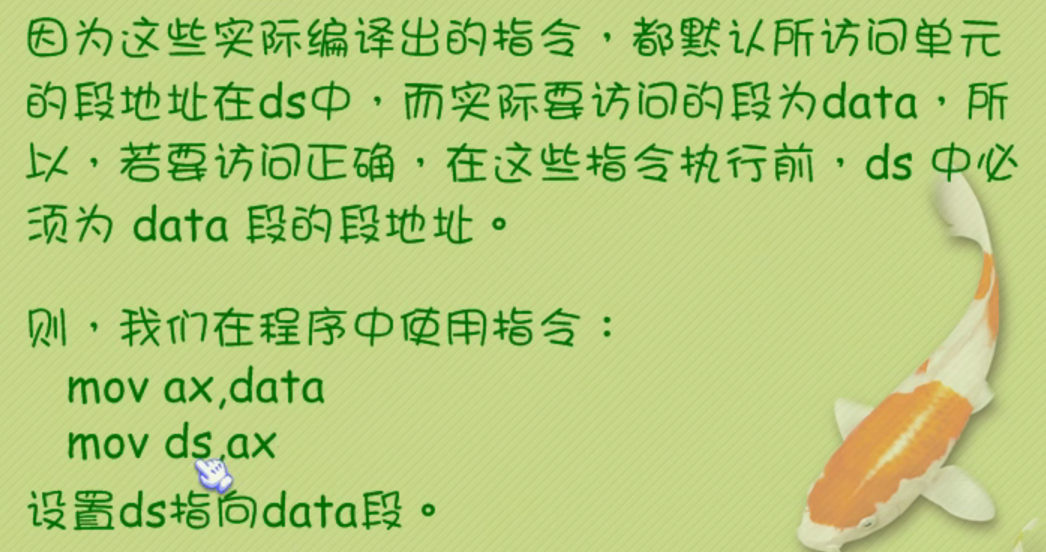 因为这些实际编译出的指令，都默认所访问单元
的段地址在ds中，而实际要访问的段为data，所
以，若要访问正确，在这些指令执行前，ds 中必
须为 data 段的段地址。
则，我们在程序中使用指令：
mov ax,data
mov ds,ax
设置ds指向data段。